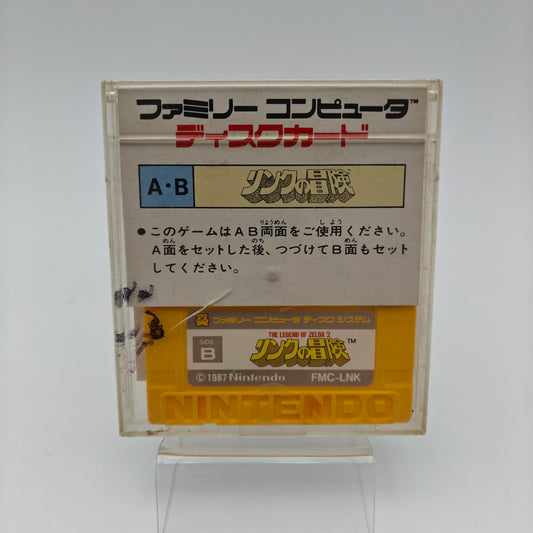 ファミリー コンピュータ™
ディスクカード
A・B リンクの冒険
●このゲームはAB両面をご使用ください。
A面をセットした後、つづけてB面もセット
してください。
ファミリー コンピュータ ディスク システム
THE LEGEND OF ZELDA 2
SIDE B リンクの冒険™
©1987 Nintendo FMC-LNK
NINTENDO